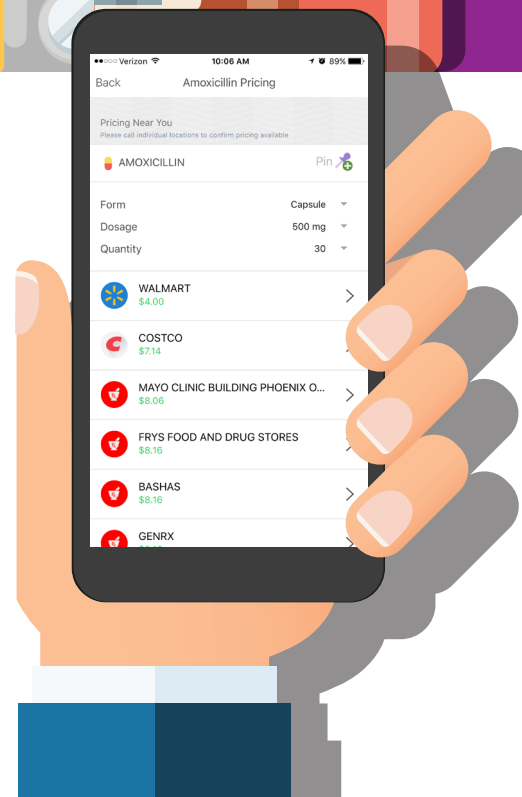 Verizon 10:06 AM 89%
Back Amoxicillin Pricing
Pricing Near You
Please call individual locations to confirm pricing available
AMOXICILLIN Pin
Form Capsule
Dosage 500 mg
Quantity 30
WALMART
$4.00
COSTCO
$7.14
MAYO CLINIC BUILDING PHOENIX O...
$8.06
FRYS FOOD AND DRUG STORES
$8.16
BASHAS
$8.16
GENRX